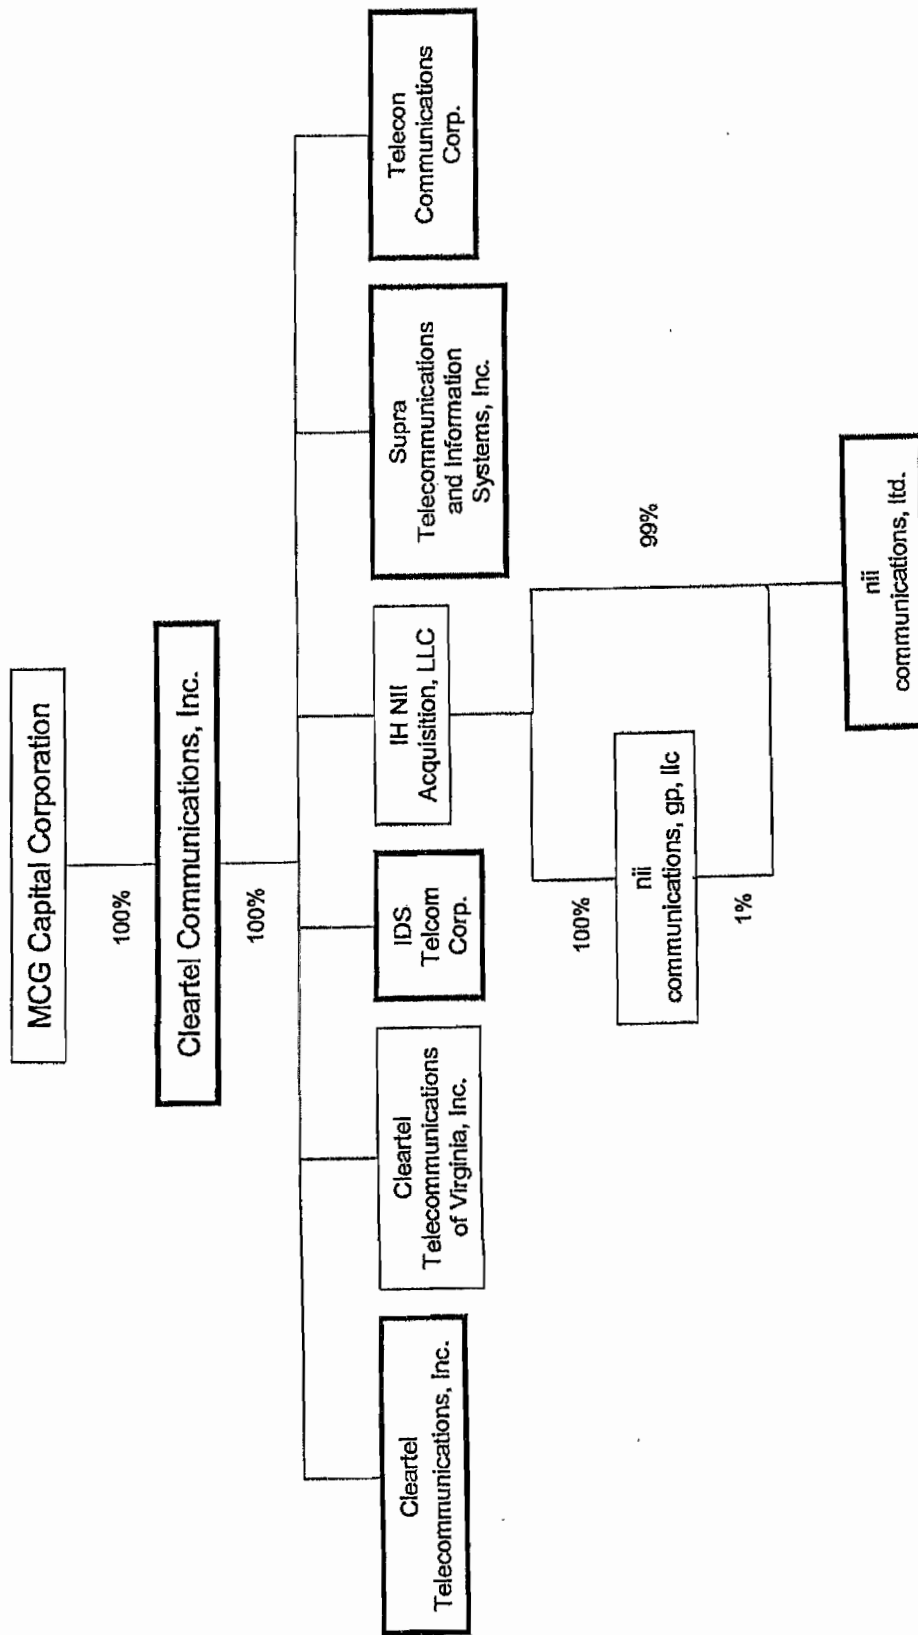 MCG Capital Corporation
100%
Cleartel Communications, Inc.
100%
Cleartel
Telecommunications, Inc.
Cleartel
Telecommunications
of Virginia, Inc.
IDS
Telcom
Corp.
IH NII
Acquisition, LLC
Supra
Telecommunications
and Information
Systems, Inc.
Telecon
Communications
Corp.
100%
99%
nii
communications, gp, llc
1%
nii
communications, ltd.